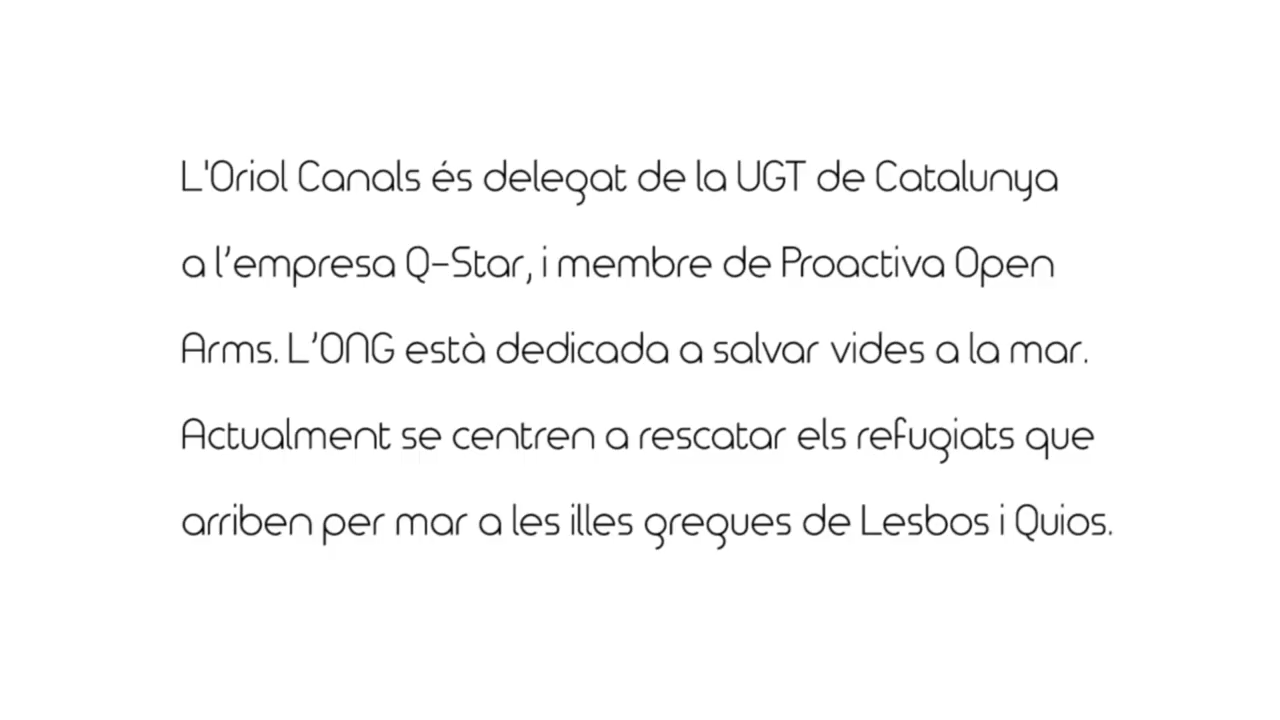 L'Oriol Canals és delegat de la UGT de Catalunya
a l’empresa Q-Star, i membre de Proactiva Open
Arms. L’ONG està dedicada a salvar vides a la mar.
Actualment se centren a rescatar els refugiats que
arriben per mar a les illes gregues de Lesbos i Quios.